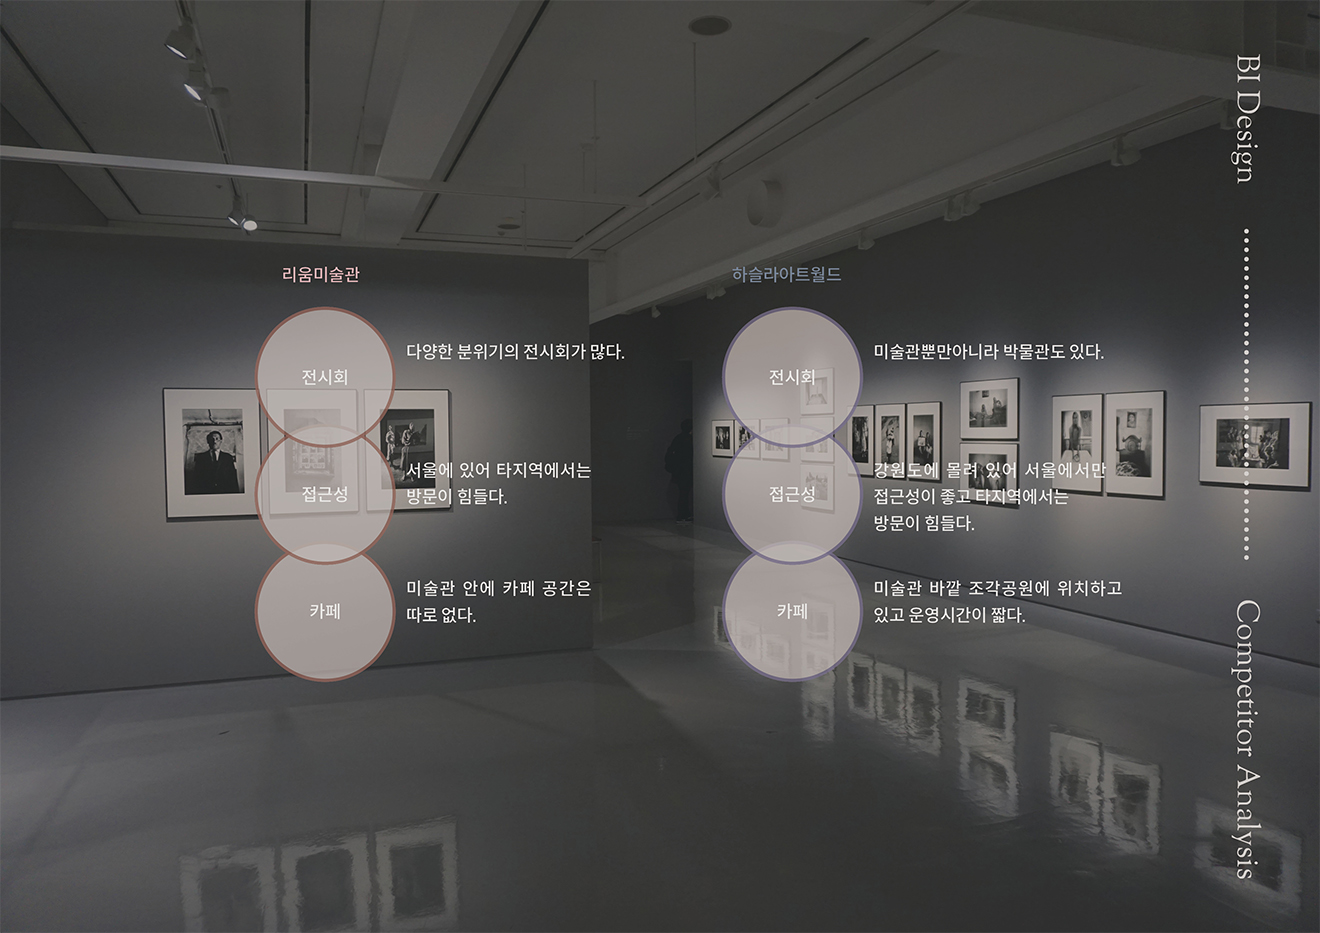 리움미술관
전시회
다양한 분위기의 전시회가 많다.
접근성
서울에 있어 타지역에서는
방문이 힘들다.
카페
미술관 안에 카페 공간은
따로 없다.
하슬라아트월드
전시회
미술관뿐만아니라 박물관도 있다.
접근성
강원도에 몰려 있어 서울에서만
접근성이 좋고 타지역에서는
방문이 힘들다.
카페
미술관 바깥 조각공원에 위치하고
있고 운영시간이 짧다.
BI Design
Competitor Analysis